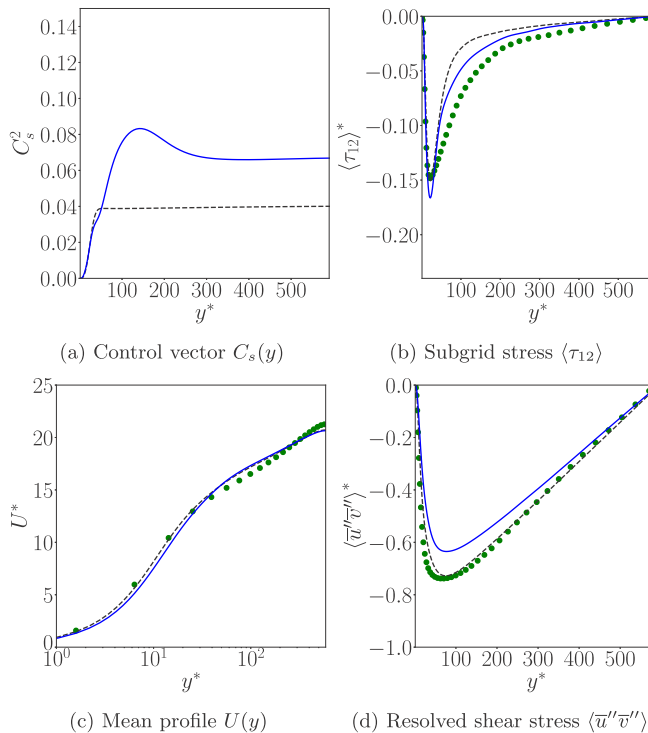 0.14
0.12
0.10
0.08
0.06
0.04
0.02
0.00
C_s^2
100 200 300 400 500
y*
(a) Control vector C_s(y)
0.00
−0.05
−0.10
−0.15
−0.20
⟨τ_12⟩*
100 200 300 400 500
y*
(b) Subgrid stress ⟨τ_12⟩
25
20
15
10
5
0
U*
10^0 10^1 10^2
y*
(c) Mean profile U(y)
0.0
−0.2
−0.4
−0.6
−0.8
−1.0
⟨u̅″v̅″⟩*
100 200 300 400 500
y*
(d) Resolved shear stress ⟨u̅″v̅″⟩